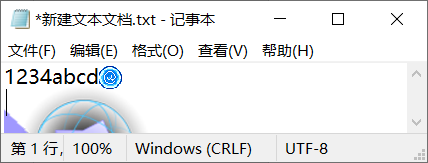 *新建文本文档.txt - 记事本
文件(F) 编辑(E) 格式(O) 查看(V) 帮助(H)
1234abcd
第 1 行, 100% Windows (CRLF) UTF-8